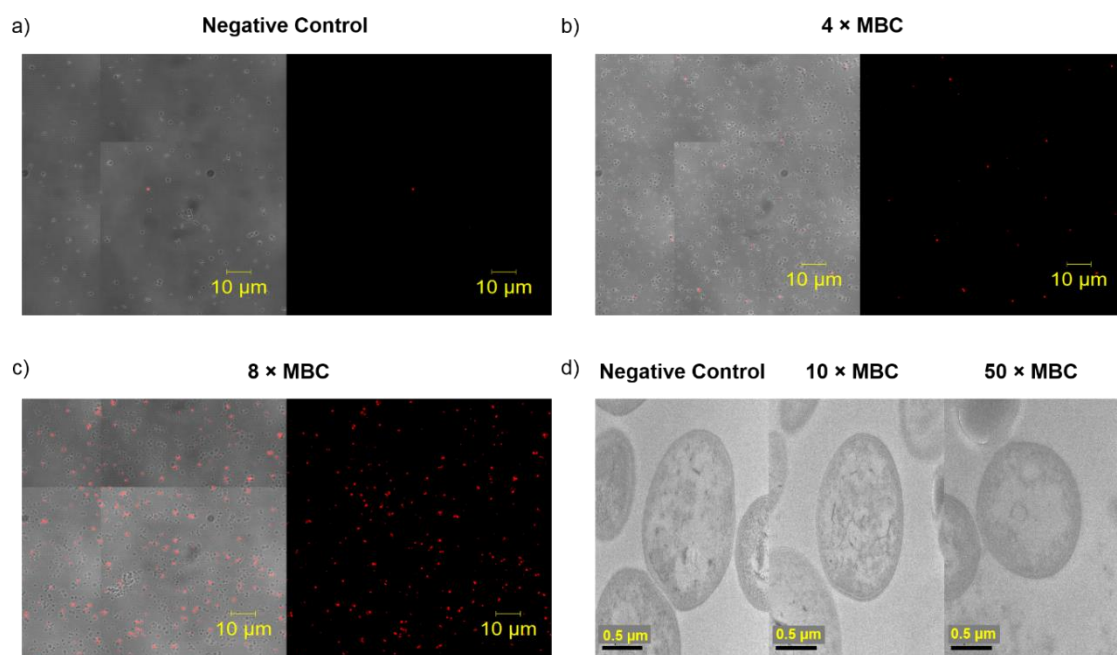 a) Negative Control
b) 4 × MBC
10 µm 10 µm
10 µm 10 µm
c) 8 × MBC
10 µm 10 µm
d) Negative Control 10 × MBC 50 × MBC
0.5 µm 0.5 µm 0.5 µm